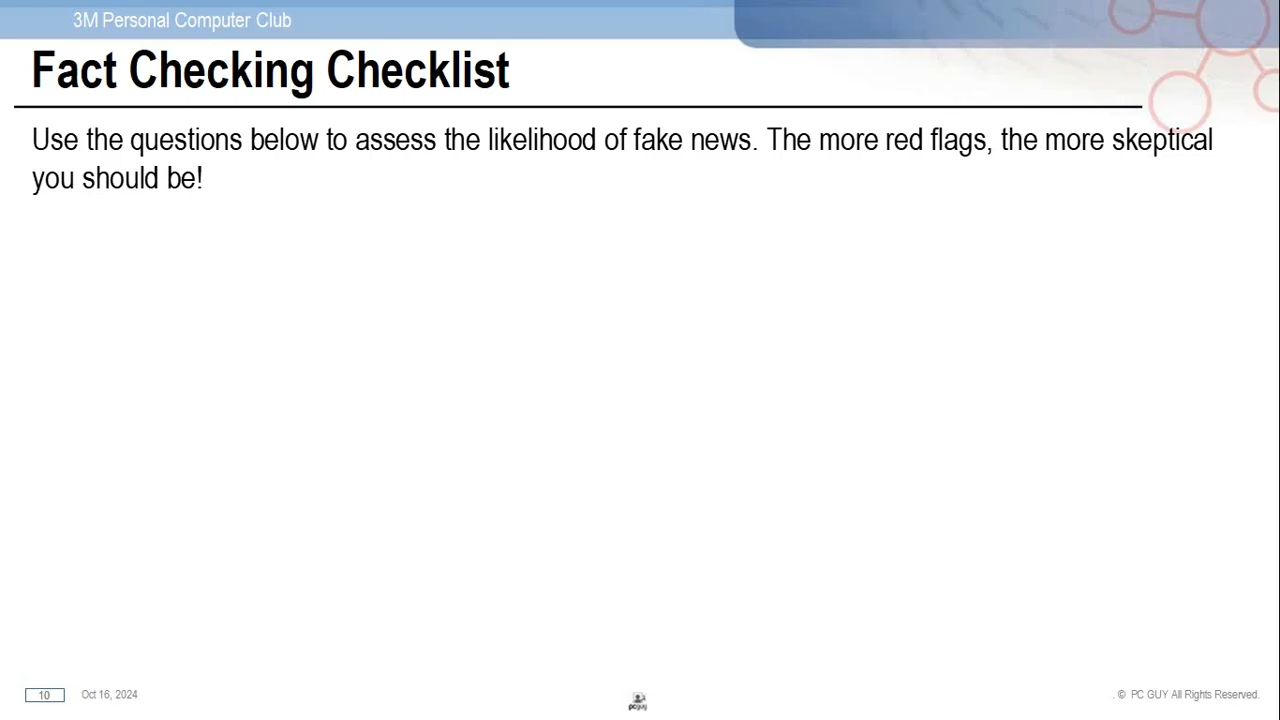 3M Personal Computer Club
Fact Checking Checklist
Use the questions below to assess the likelihood of fake news. The more red flags, the more skeptical
you should be!
10
Oct 16, 2024
. © PC GUY All Rights Reserved.